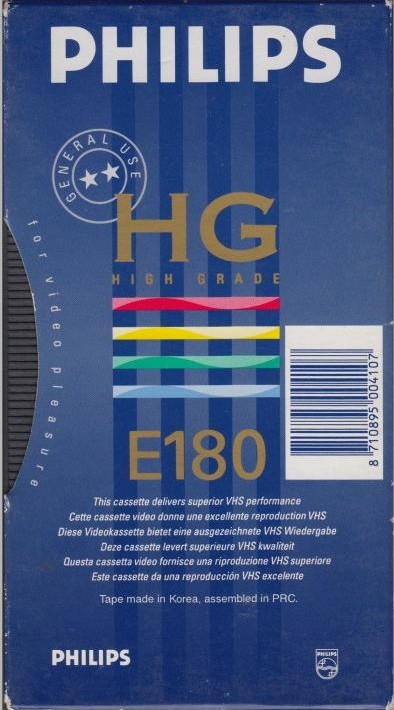 PHILIPS
GENERAL USE
HG
HIGH GRADE
for video pleasure
E180
8 710895 004107
This cassette delivers superior VHS performance
Cette cassette video donne une excellente reproduction VHS
Diese Videokassette bietet eine ausgezeichnete VHS Wiedergabe
Deze cassette levert superieure VHS kwaliteit
Questa cassetta video fornisce una riproduzione VHS superiore
Este cassette da una reproducción VHS excelente
Tape made in Korea, assembled in PRC.
PHILIPS
PHILIPS